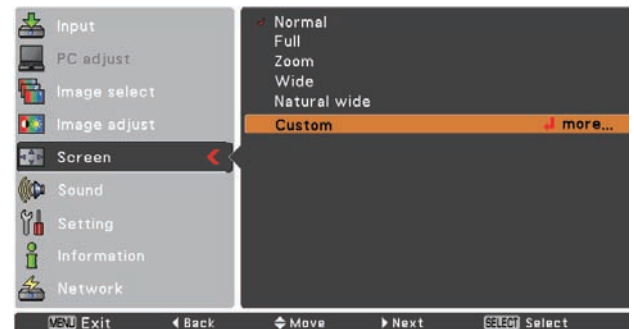 Input
PC adjust
Image select
Image adjust
Screen
Sound
Setting
Information
Network
Normal
Full
Zoom
Wide
Natural wide
Custom more...
MENU Exit Back Move Next SELECT Select